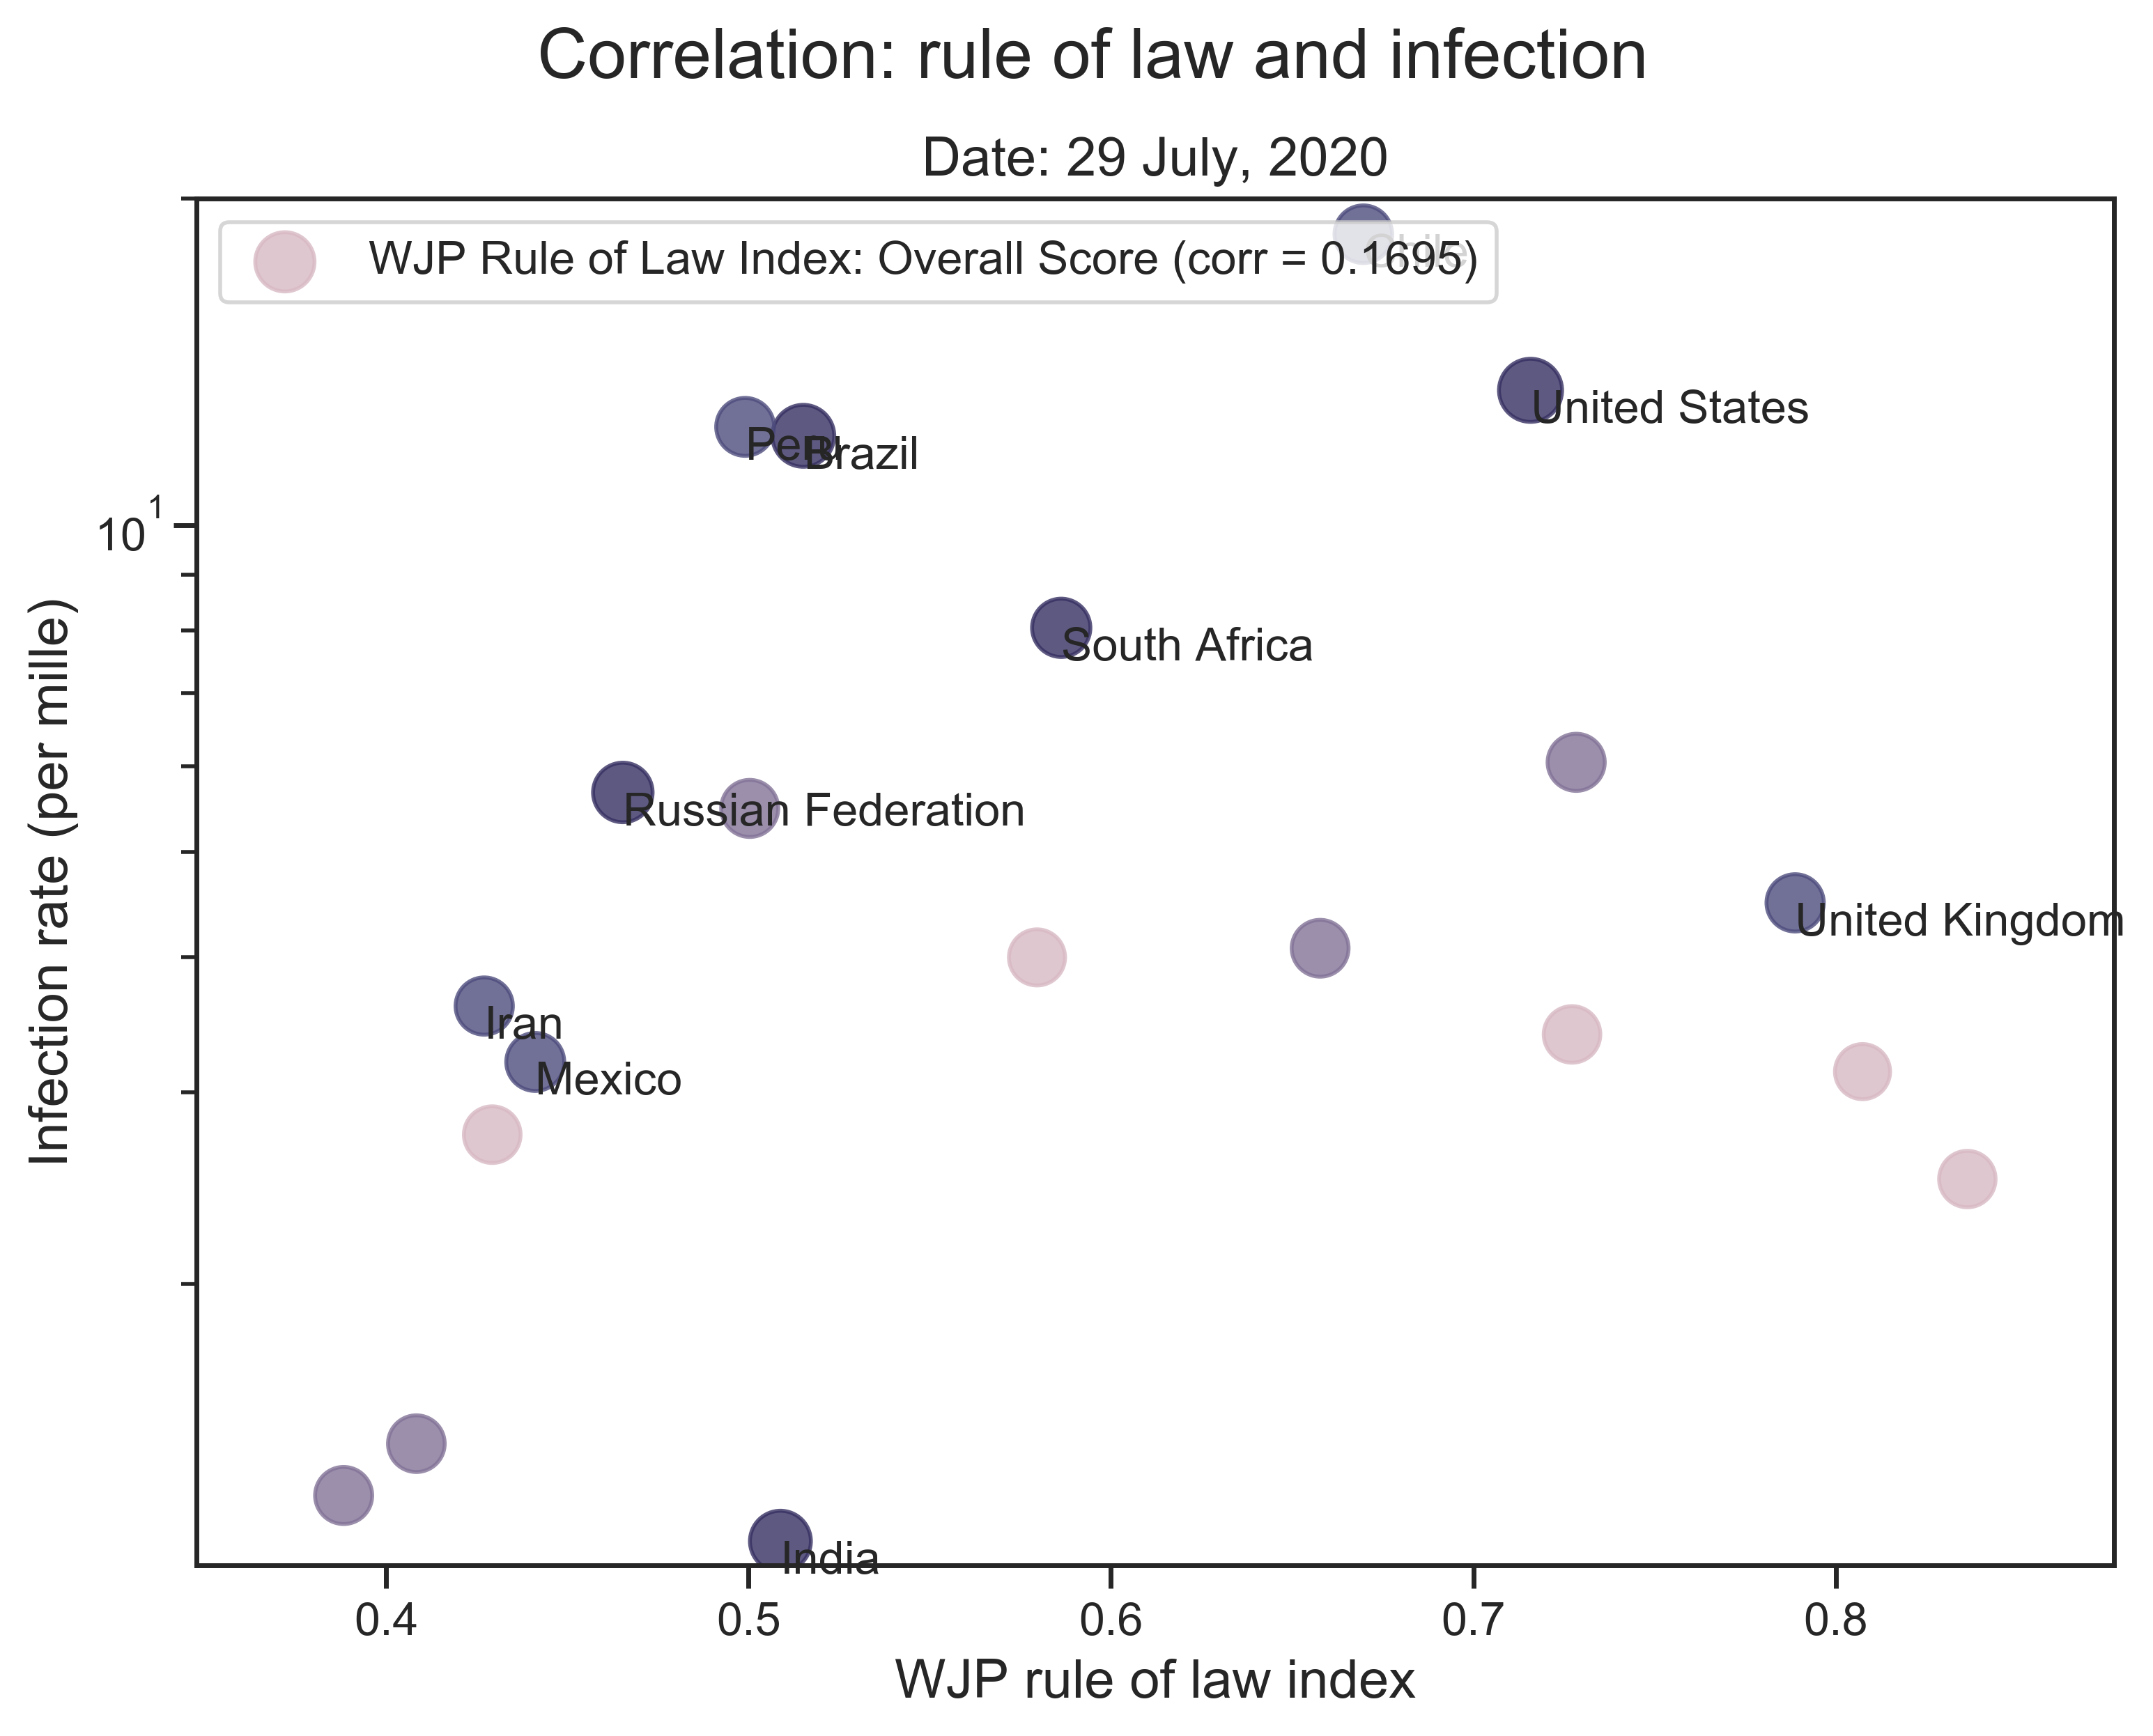 Correlation: rule of law and infection
Date: 29 July, 2020
WJP Rule of Law Index: Overall Score (corr = 0.1695)
Chile
United States
Peru
Brazil
10^1
South Africa
Russian Federation
United Kingdom
Iran
Mexico
India
Infection rate (per mille)
0.4 0.5 0.6 0.7 0.8
WJP rule of law index